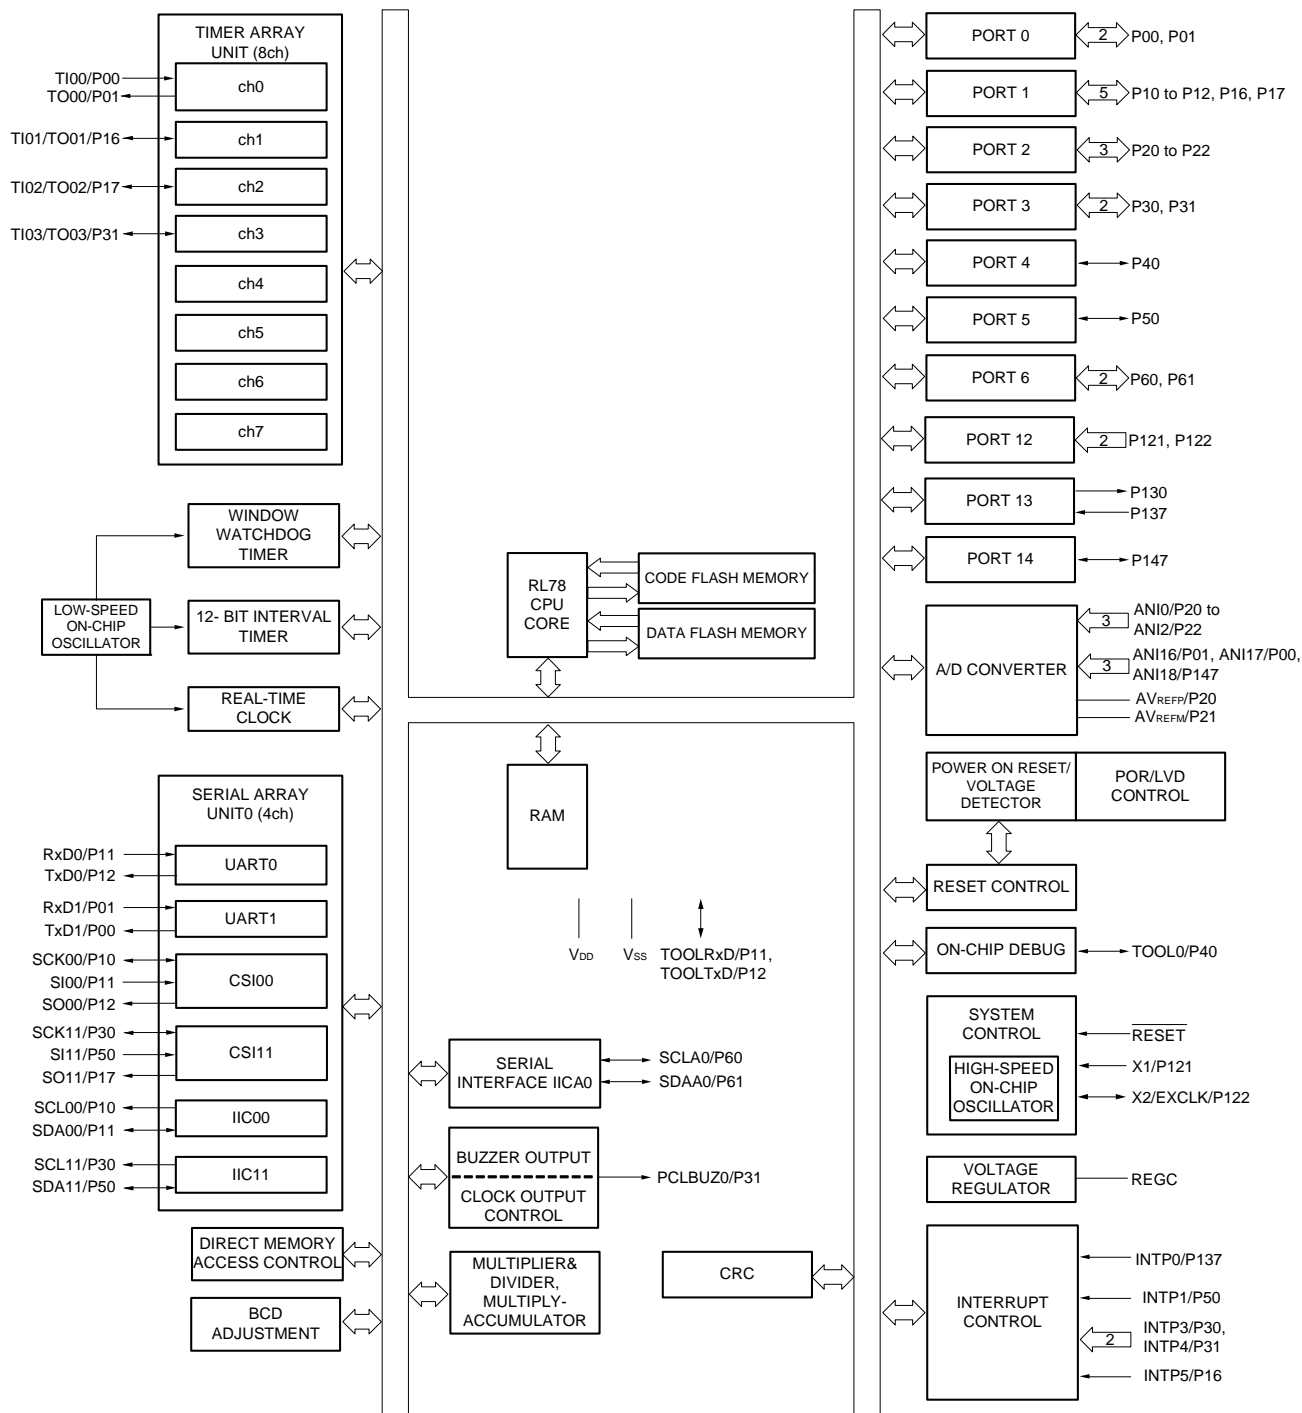 TIMER ARRAY
UNIT (8ch)
TI00/P00
TO00/P01
ch0
TI01/TO01/P16
ch1
TI02/TO02/P17
ch2
TI03/TO03/P31
ch3
ch4
ch5
ch6
ch7
WINDOW
WATCHDOG
TIMER
LOW-SPEED
ON-CHIP
OSCILLATOR
12- BIT INTERVAL
TIMER
REAL-TIME
CLOCK
SERIAL ARRAY
UNIT0 (4ch)
RxD0/P11
TxD0/P12
UART0
RxD1/P01
TxD1/P00
UART1
SCK00/P10
SI00/P11
SO00/P12
CSI00
SCK11/P30
SI11/P50
SO11/P17
CSI11
SCL00/P10
SDA00/P11
IIC00
SCL11/P30
SDA11/P50
IIC11
DIRECT MEMORY
ACCESS CONTROL
BCD
ADJUSTMENT
RL78
CPU
CORE
CODE FLASH MEMORY
DATA FLASH MEMORY
RAM
VDD
VSS
TOOLRxD/P11,
TOOLTxD/P12
SERIAL
INTERFACE IICA0
SCLA0/P60
SDAA0/P61
BUZZER OUTPUT
CLOCK OUTPUT
CONTROL
PCLBUZ0/P31
MULTIPLIER&
DIVIDER,
MULTIPLY-
ACCUMULATOR
CRC
PORT 0
2
P00, P01
PORT 1
5
P10 to P12, P16, P17
PORT 2
3
P20 to P22
PORT 3
2
P30, P31
PORT 4
P40
PORT 5
P50
PORT 6
2
P60, P61
PORT 12
2
P121, P122
PORT 13
P130
P137
PORT 14
P147
A/D CONVERTER
3
ANI0/P20 to
ANI2/P22
3
ANI16/P01, ANI17/P00,
ANI18/P147
AVREFP/P20
AVREFM/P21
POWER ON RESET/
VOLTAGE
DETECTOR
POR/LVD
CONTROL
RESET CONTROL
ON-CHIP DEBUG
TOOL0/P40
SYSTEM
CONTROL
HIGH-SPEED
ON-CHIP
OSCILLATOR
RESET
X1/P121
X2/EXCLK/P122
VOLTAGE
REGULATOR
REGC
INTERRUPT
CONTROL
INTP0/P137
INTP1/P50
2
INTP3/P30,
INTP4/P31
INTP5/P16